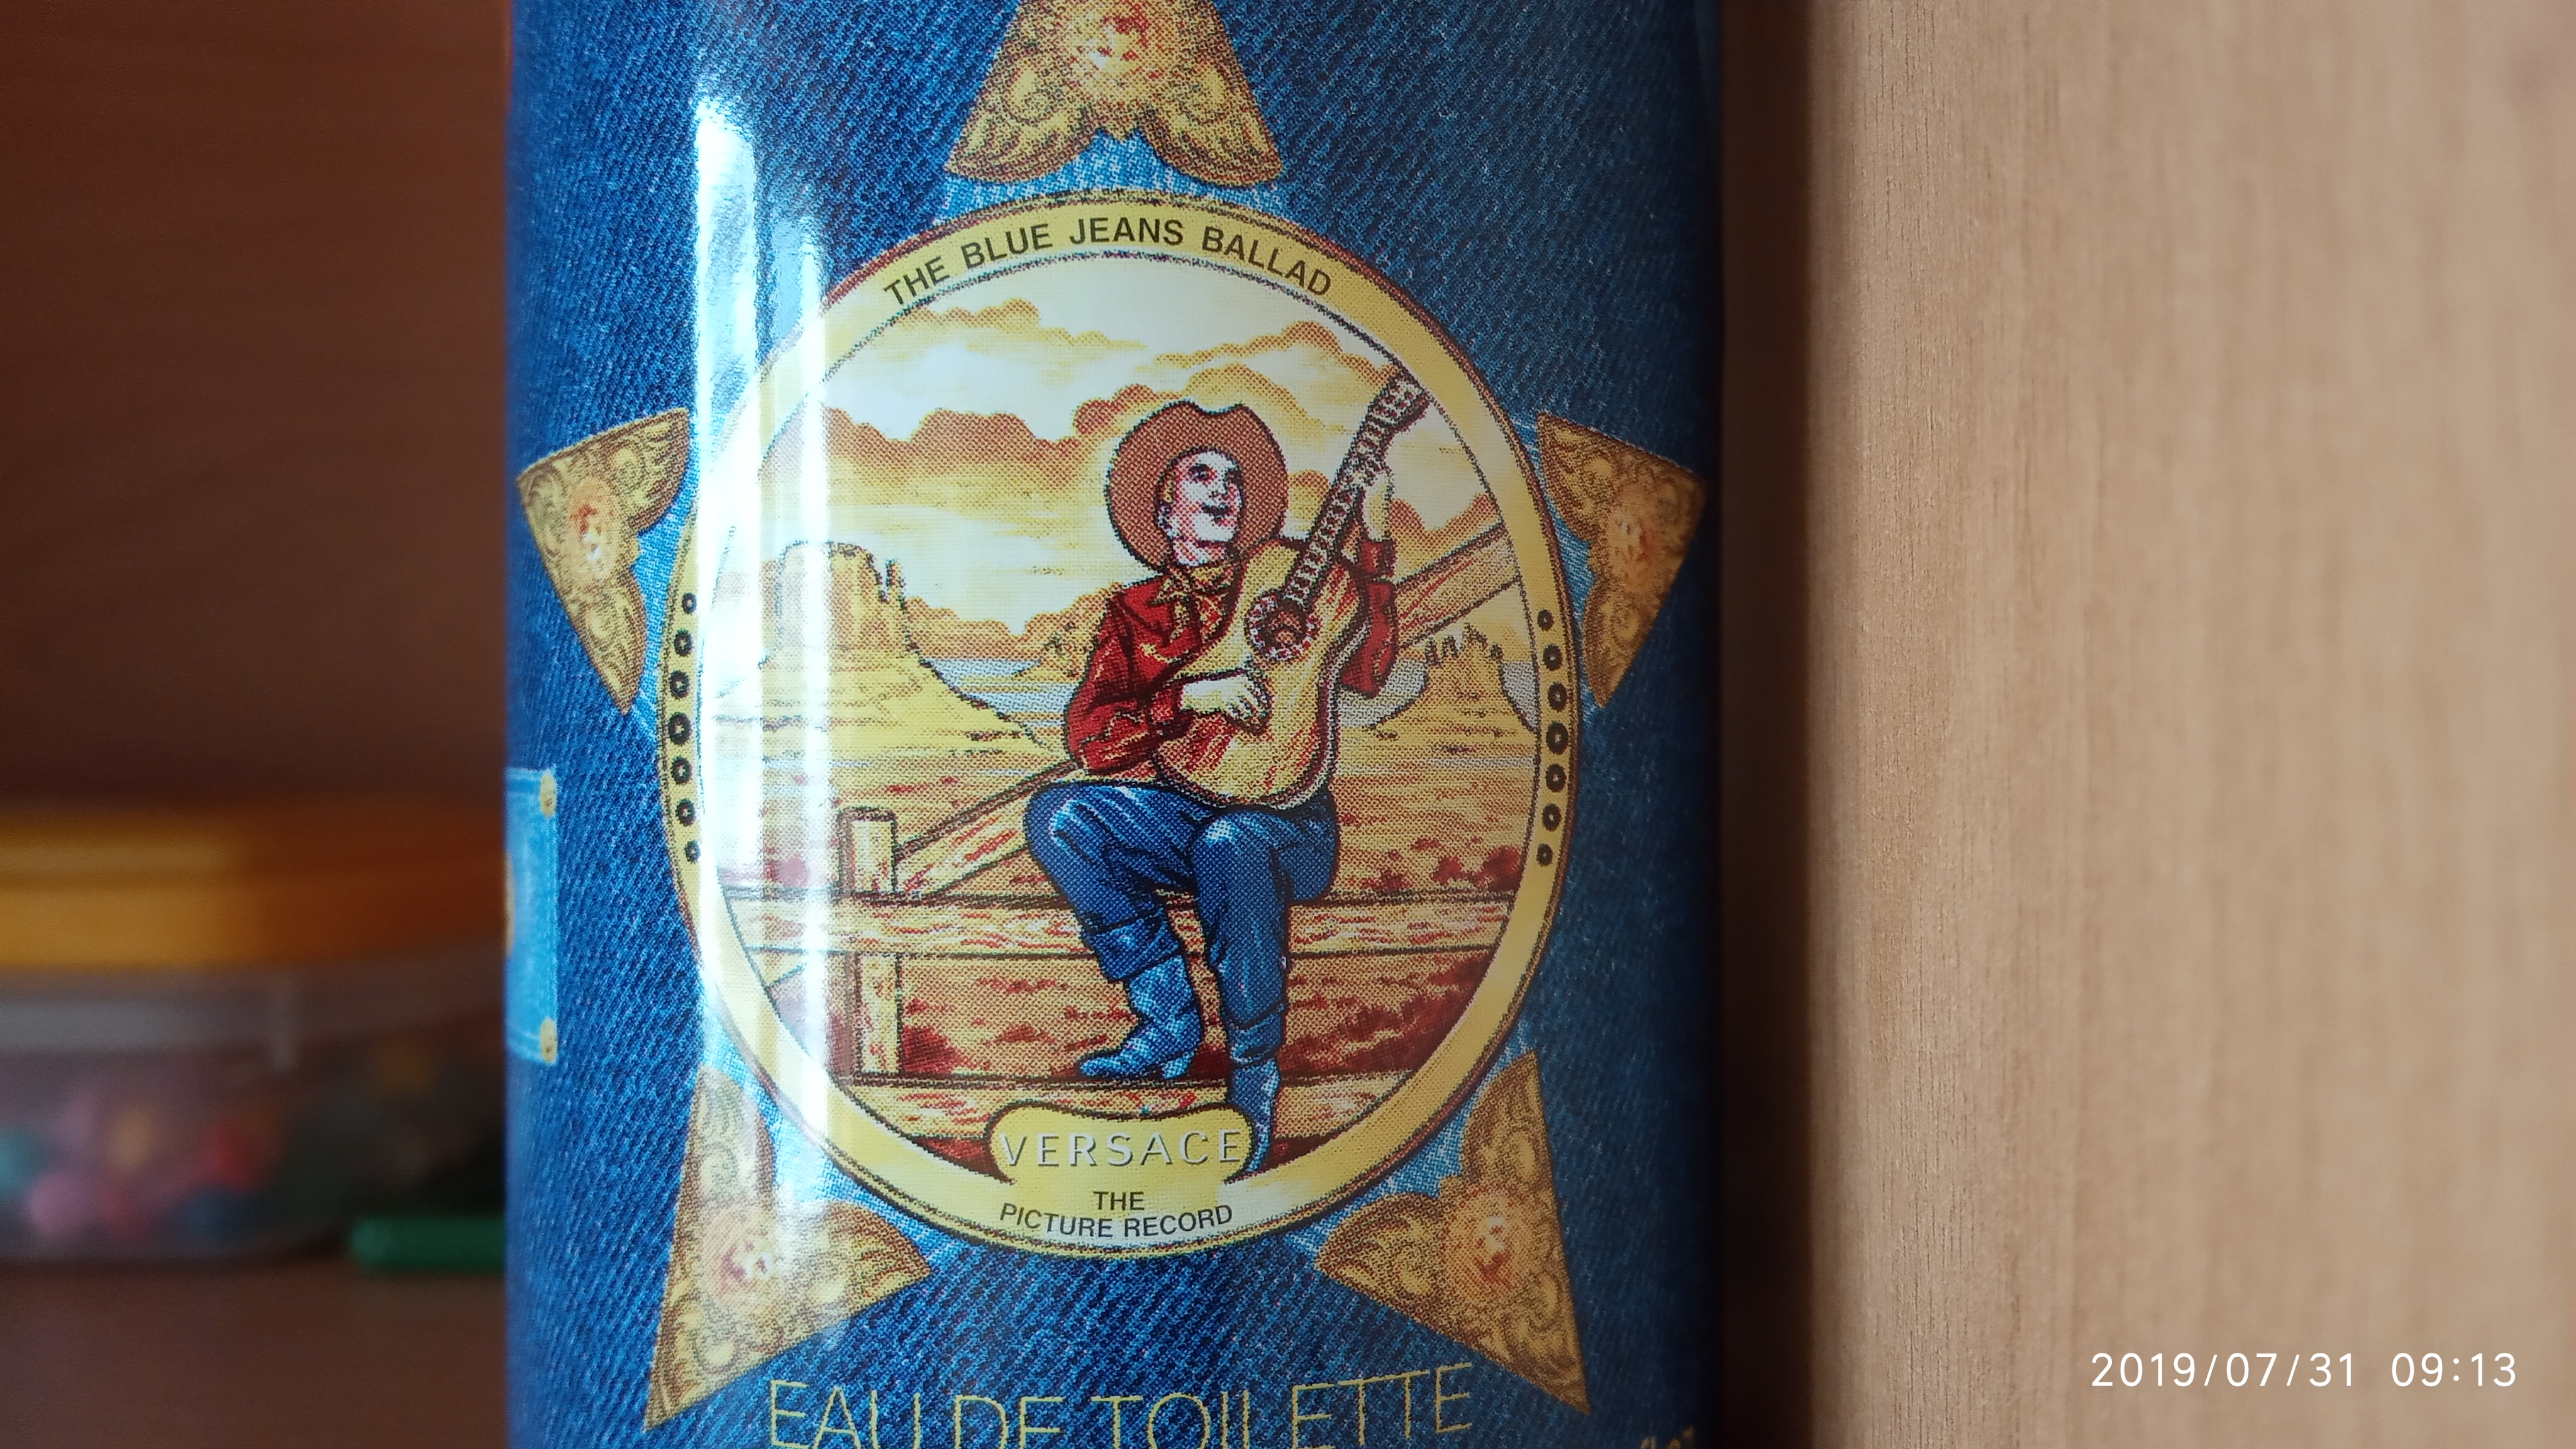 THE BLUE JEANS BALLAD
VERSACE
THE
PICTURE RECORD
EAU DE TOILETTE
2019/07/31 09:13